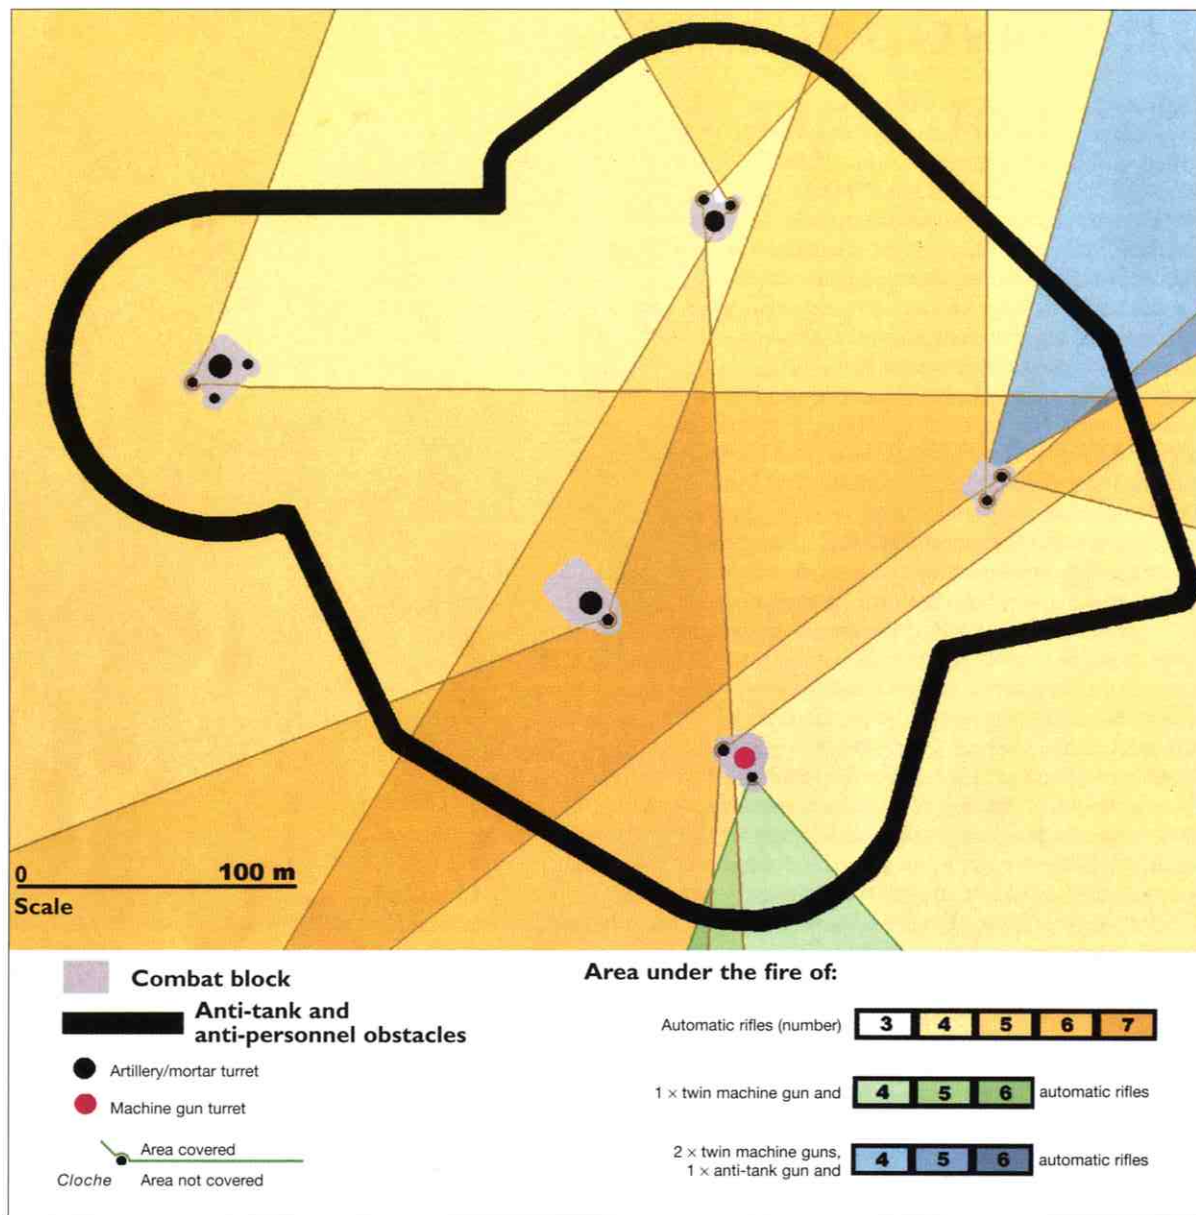 0 100 m
Scale
Combat block
Anti-tank and
anti-personnel obstacles
Artillery/mortar turret
Machine gun turret
Area covered
Cloche Area not covered
Area under the fire of:
Automatic rifles (number) 3 4 5 6 7
1 × twin machine gun and 4 5 6 automatic rifles
2 × twin machine guns,
1 × anti-tank gun and 4 5 6 automatic rifles